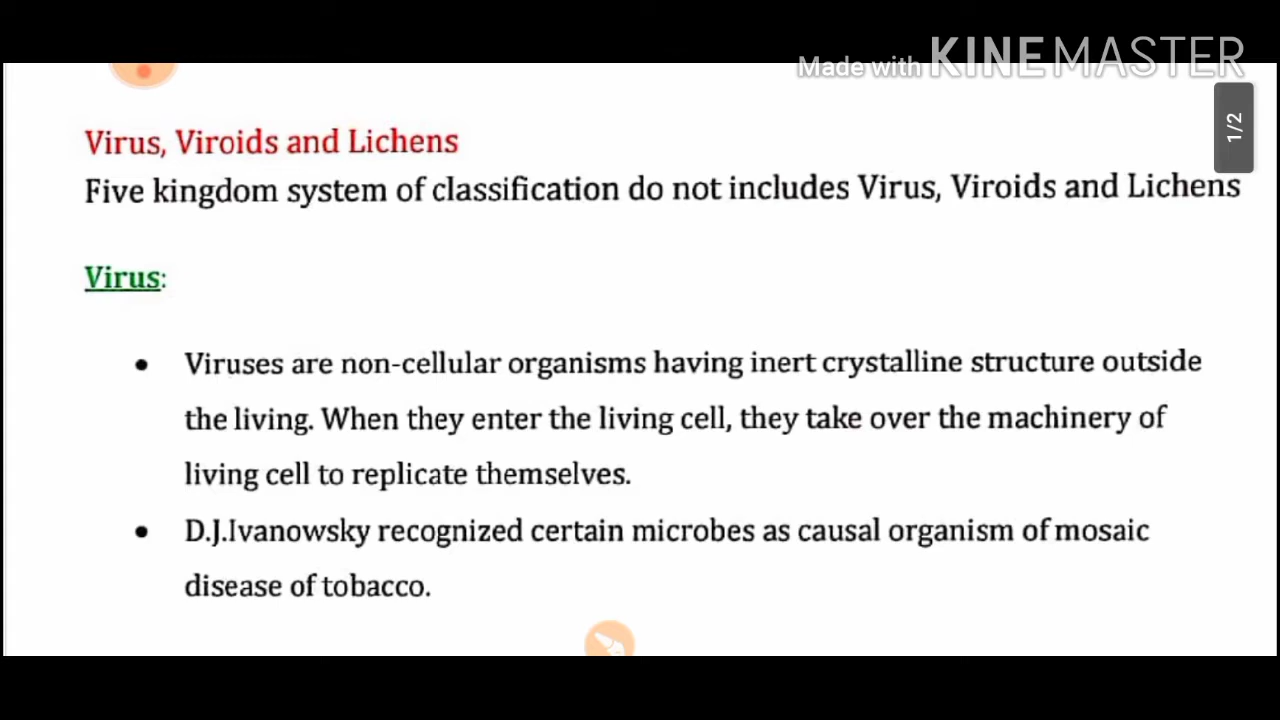 Made with KINEMASTER
1/2
Virus, Viroids and Lichens
Five kingdom system of classification do not includes Virus, Viroids and Lichens
Virus:
• Viruses are non-cellular organisms having inert crystalline structure outside
the living. When they enter the living cell, they take over the machinery of
living cell to replicate themselves.
• D.J.Ivanowsky recognized certain microbes as causal organism of mosaic
disease of tobacco.